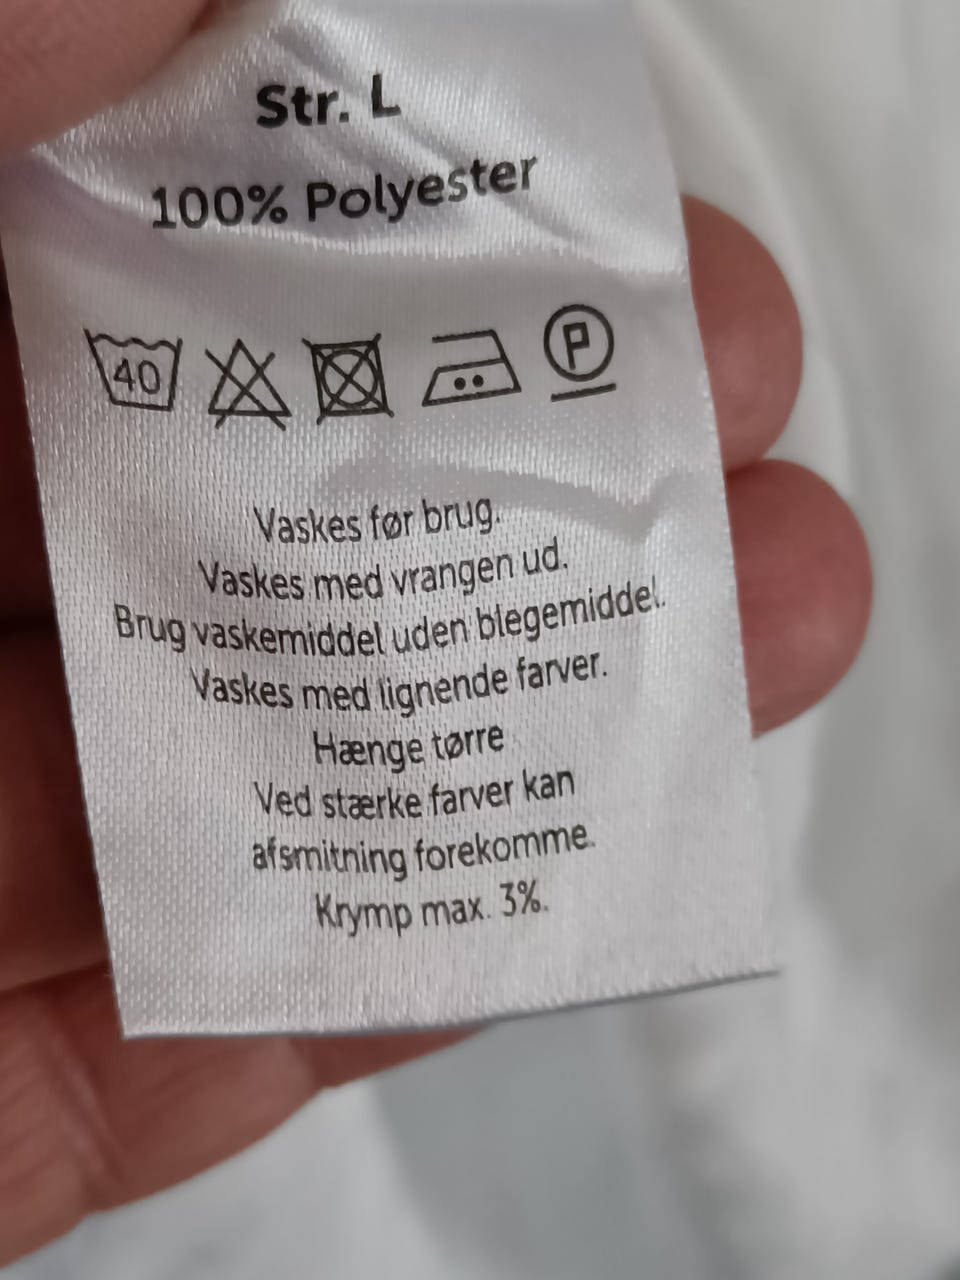 Str. L
100% Polyester
40 P
Vaskes før brug.
Vaskes med vrangen ud.
Brug vaskemiddel uden blegemiddel.
Vaskes med lignende farver.
Hænge tørre
Ved stærke farver kan
afsmitning forekomme.
Krymp max. 3%.